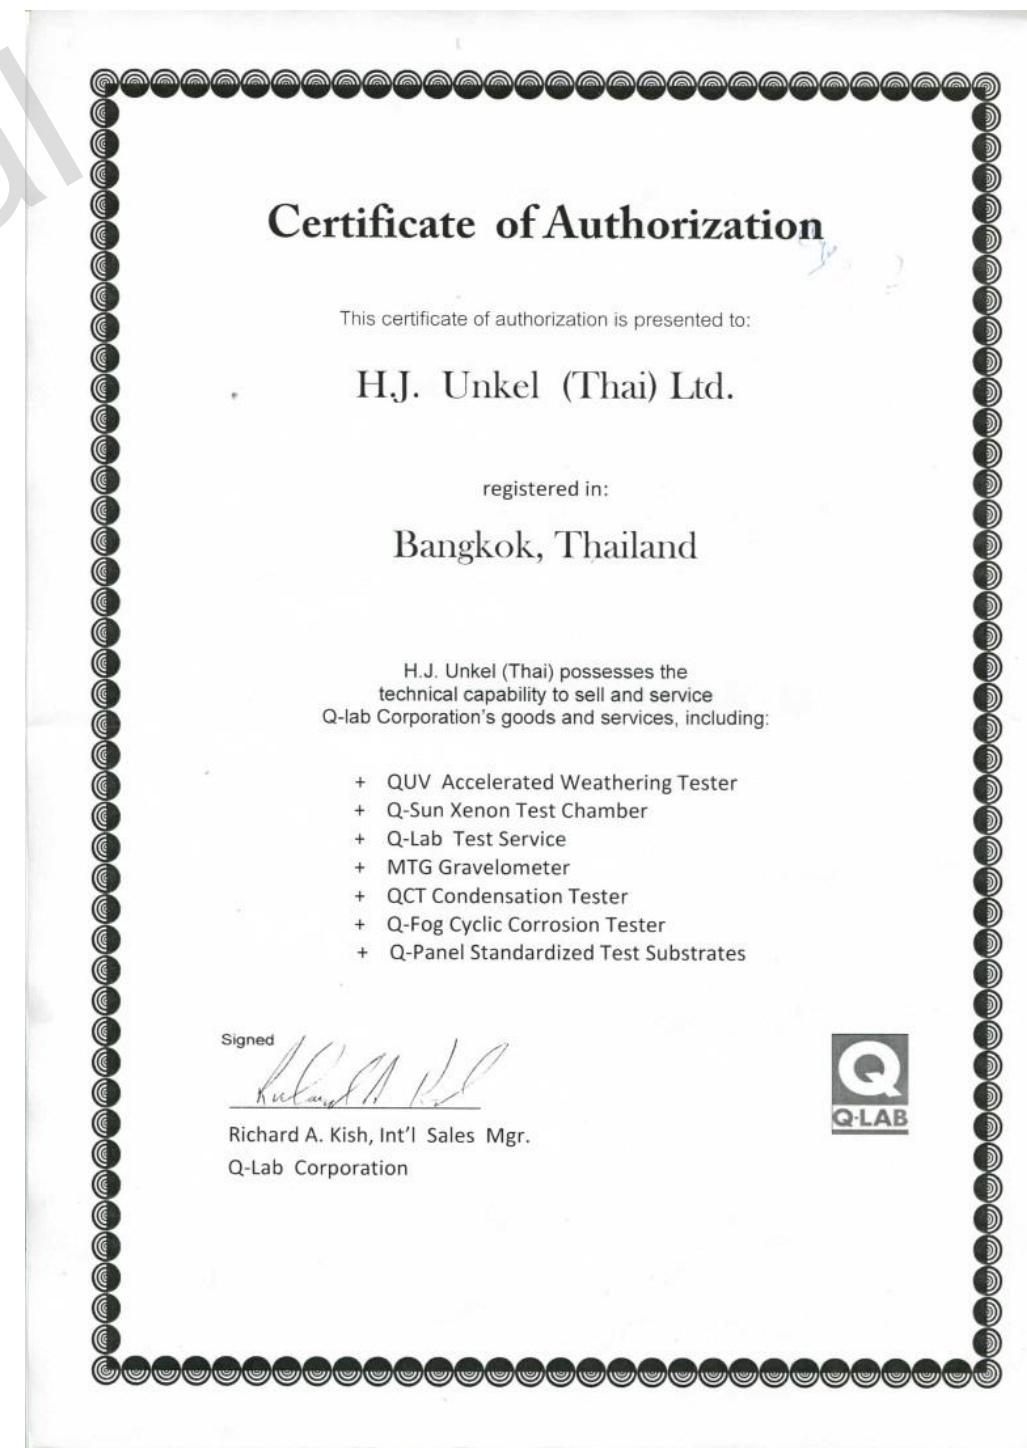 Certificate of Authorization
This certificate of authorization is presented to:
H.J. Unkel (Thai) Ltd.
registered in:
Bangkok, Thailand
H.J. Unkel (Thai) possesses the
technical capability to sell and service
Q-lab Corporation's goods and services, including:
+ QUV Accelerated Weathering Tester
+ Q-Sun Xenon Test Chamber
+ Q-Lab Test Service
+ MTG Gravelometer
+ QCT Condensation Tester
+ Q-Fog Cyclic Corrosion Tester
+ Q-Panel Standardized Test Substrates
Signed
Richard A. Kish, Int'l Sales Mgr.
Q-Lab Corporation
Q
Q-LAB